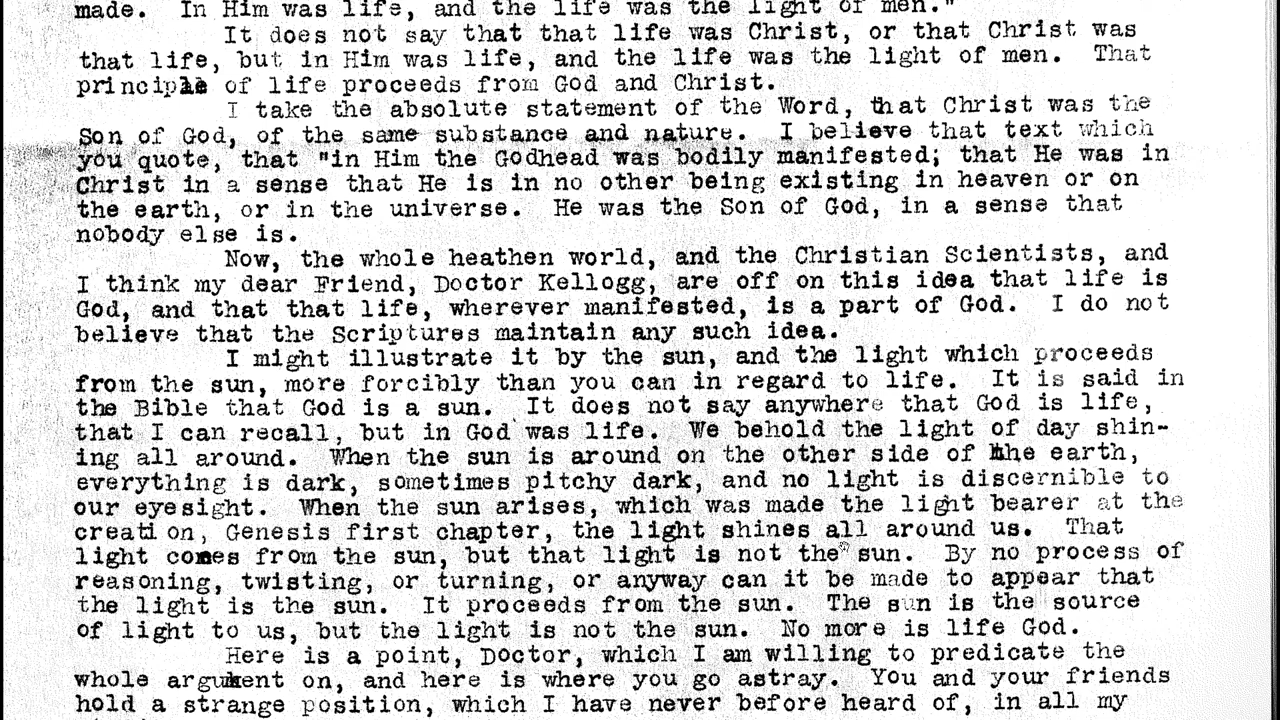 made.  In Him was life, and the life was the light of men."
It does not say that that life was Christ, or that Christ was
that life, but in Him was life, and the life was the light of men.  That
principle of life proceeds from God and Christ.
I take the absolute statement of the Word, that Christ was the
Son of God, of the same substance and nature.  I believe that text which
you quote, that "in Him the Godhead was bodily manifested; that He was in
Christ in a sense that He is in no other being existing in heaven or on
the earth, or in the universe.  He was the Son of God, in a sense that
nobody else is.
Now, the whole heathen world, and the Christian Scientists, and
I think my dear Friend, Doctor Kellogg, are off on this idea that life is
God, and that that life, wherever manifested, is a part of God.  I do not
believe that the Scriptures maintain any such idea.
I might illustrate it by the sun, and the light which proceeds
from the sun, more forcibly than you can in regard to life.  It is said in
the Bible that God is a sun.  It does not say anywhere that God is life,
that I can recall, but in God was life.  We behold the light of day shin-
ing all around.  When the sun is around on the other side of the earth,
everything is dark, sometimes pitchy dark, and no light is discernible to
our eyesight.  When the sun arises, which was made the light bearer at the
creation, Genesis first chapter, the light shines all around us.  That
light comes from the sun, but that light is not the sun.  By no process of
reasoning, twisting, or turning, or anyway can it be made to appear that
the light is the sun.  It proceeds from the sun.  The sun is the source
of light to us, but the light is not the sun.  No more is life God.
Here is a point, Doctor, which I am willing to predicate the
whole argument on, and here is where you go astray.  You and your friends
hold a strange position, which I have never before heard of, in all my